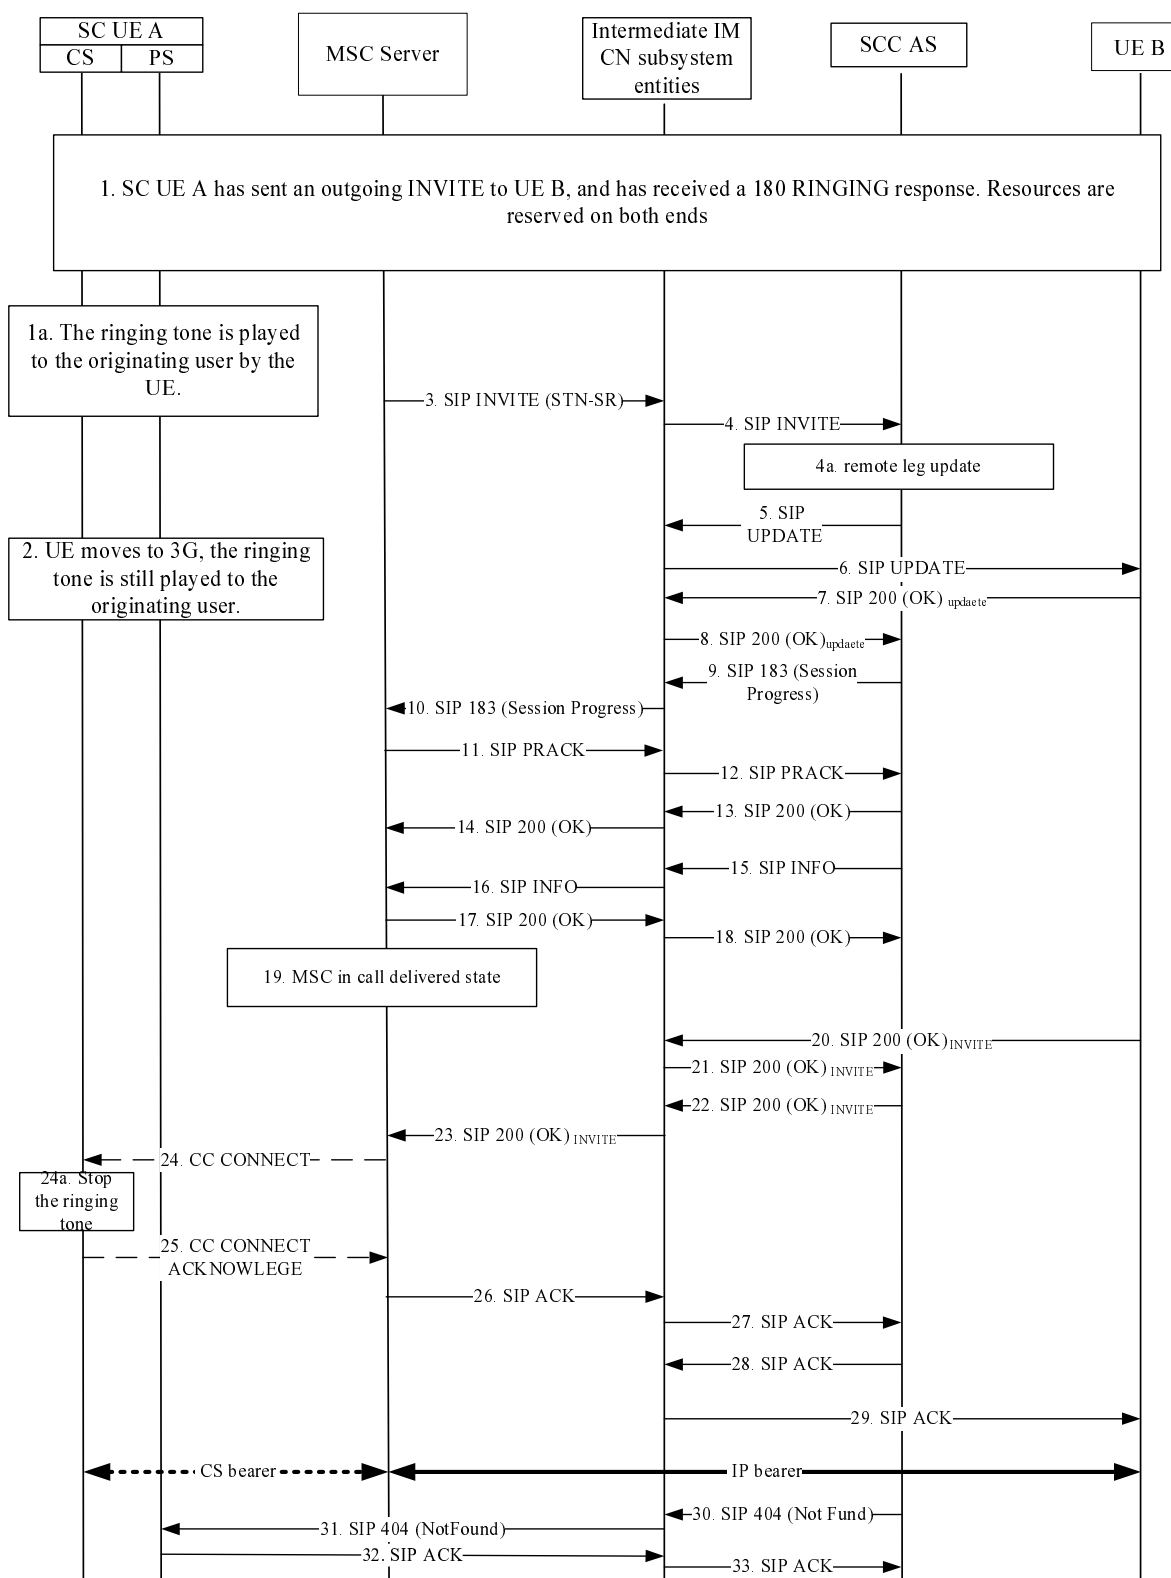 SC UE A
CS
PS
MSC Server
Intermediate IM
CN subsystem
entities
SCC AS
UE B
1. SC UE A has sent an outgoing INVITE to UE B, and has received a 180 RINGING response. Resources are
reserved on both ends
1a. The ringing tone is played
to the originating user by the
UE.
3. SIP INVITE (STN-SR)
4. SIP INVITE
4a. remote leg update
5. SIP
UPDATE
2. UE moves to 3G, the ringing
tone is still played to the
originating user.
6. SIP UPDATE
7. SIP 200 (OK) updaete
8. SIP 200 (OK)updaete
9. SIP 183 (Session
Progress)
10. SIP 183 (Session Progress)
11. SIP PRACK
12. SIP PRACK
13. SIP 200 (OK)
14. SIP 200 (OK)
15. SIP INFO
16. SIP INFO
17. SIP 200 (OK)
18. SIP 200 (OK)
19. MSC in call delivered state
20. SIP 200 (OK)INVITE
21. SIP 200 (OK) INVITE
22. SIP 200 (OK) INVITE
23. SIP 200 (OK) INVITE
24. CC CONNECT
24a. Stop
the ringing
tone
25. CC CONNECT
ACKNOWLEGE
26. SIP ACK
27. SIP ACK
28. SIP ACK
29. SIP ACK
CS bearer
IP bearer
30. SIP 404 (Not Fund)
31. SIP 404 (NotFound)
32. SIP ACK
33. SIP ACK